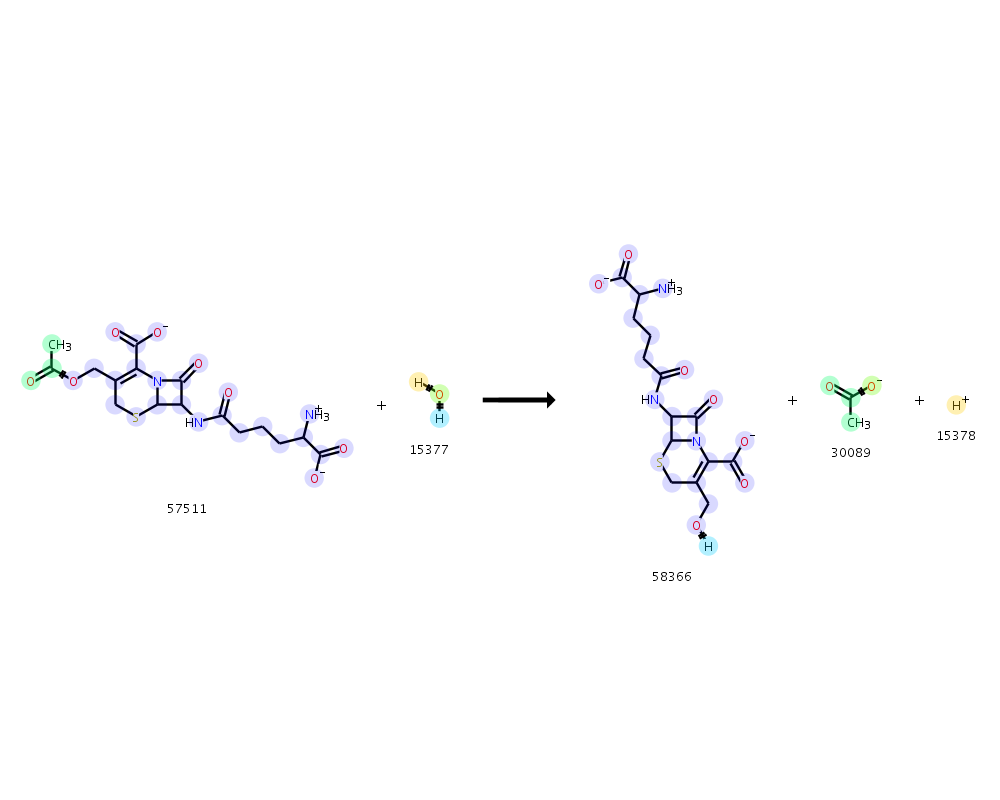 O
O⁻
NH₃⁺
O
HN
O
N
S
O
O⁻
CH₃
O
O
O
O⁻
57511
+
H
O
H
15377
O
O⁻
NH₃⁺
O
HN
O
N
S
O⁻
O
O
H
58366
+
O
O⁻
CH₃
30089
+
H⁺
15378